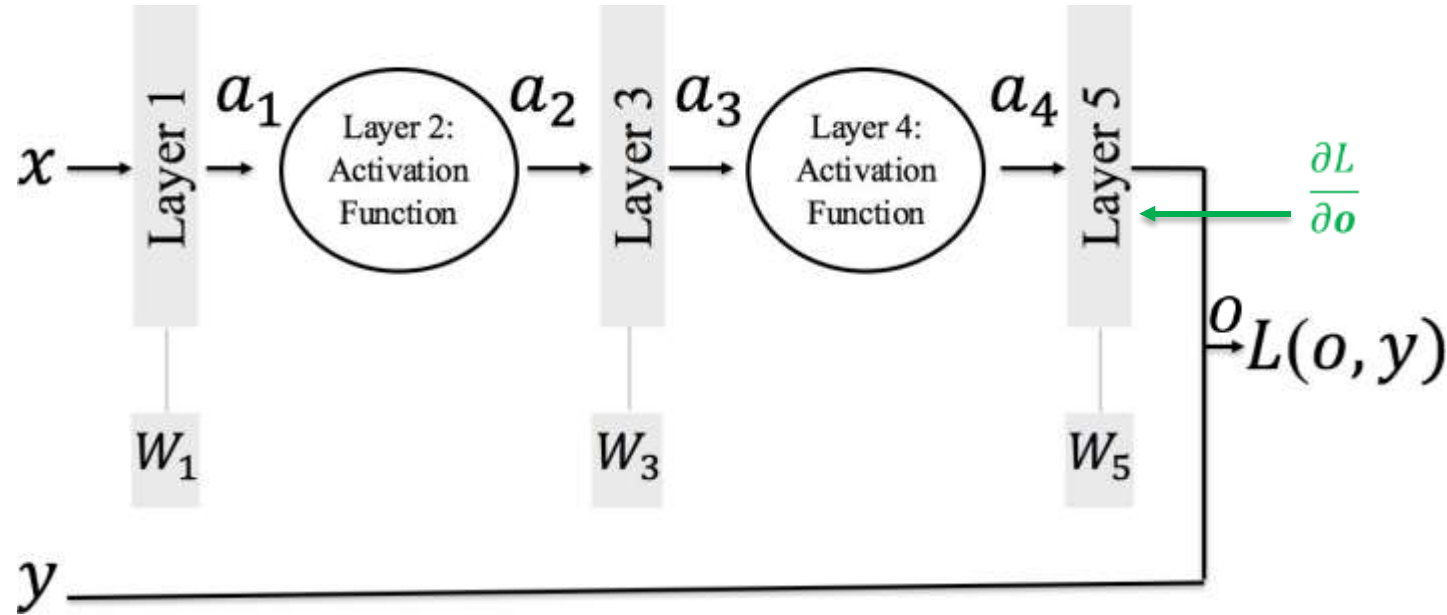 x
Layer 1
a₁
Layer 2:
Activation
Function
a₂
Layer 3
a₃
Layer 4:
Activation
Function
a₄
Layer 5
∂L
∂o
o
L(o, y)
W₁
W₃
W₅
y